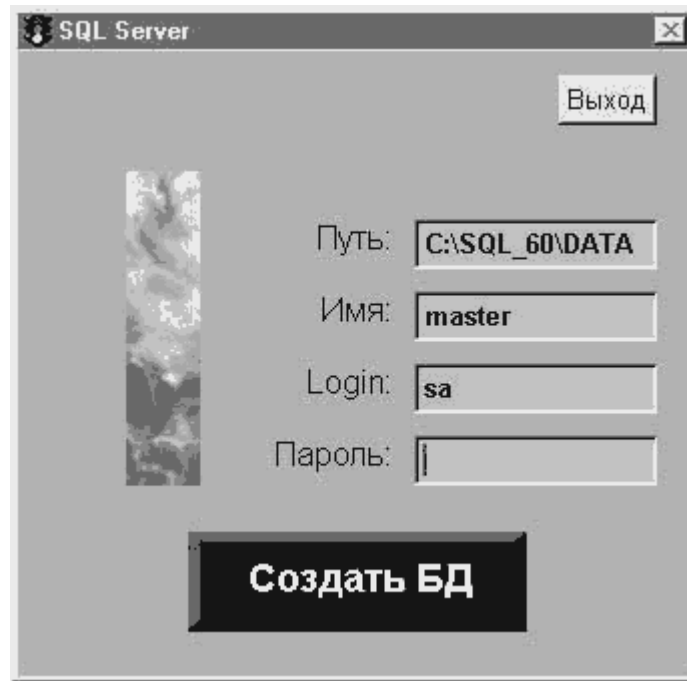 SQL Server
Выход
Путь: C:\SQL_60\DATA
Имя: master
Login: sa
Пароль:
Создать БД